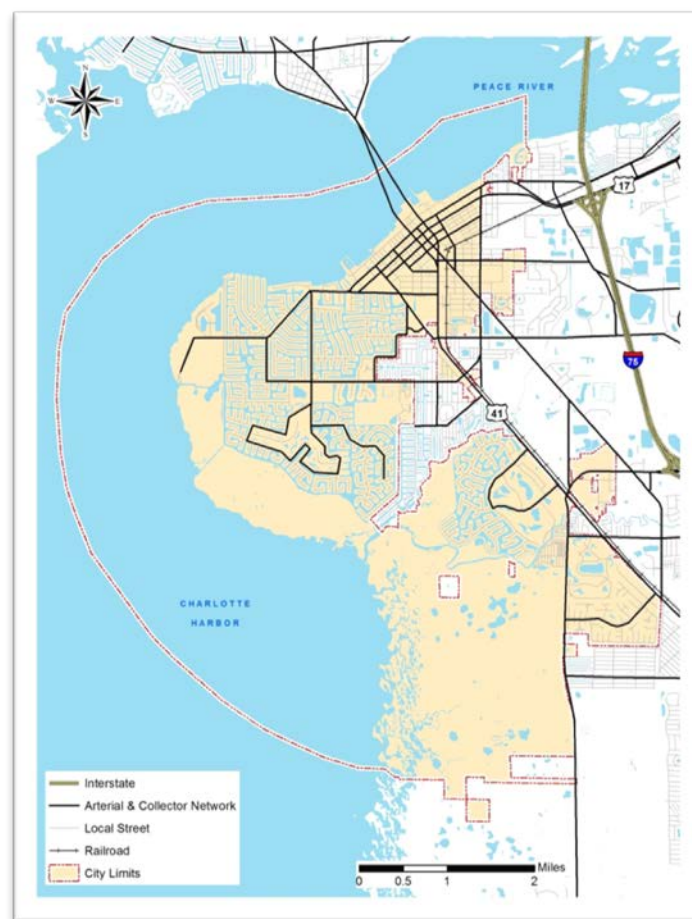 N
W E
S
PEACE RIVER
17
75
41
CHARLOTTE
HARBOR
Interstate
Arterial & Collector Network
Local Street
Railroad
City Limits
Miles
0 0.5 1 2